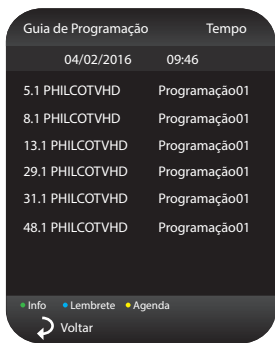 Guia de Programação Tempo
04/02/2016 09:46
5.1 PHILCOTVHD Programação01
8.1 PHILCOTVHD Programação01
13.1 PHILCOTVHD Programação01
29.1 PHILCOTVHD Programação01
31.1 PHILCOTVHD Programação01
48.1 PHILCOTVHD Programação01
Info Lembrete Agenda
Voltar